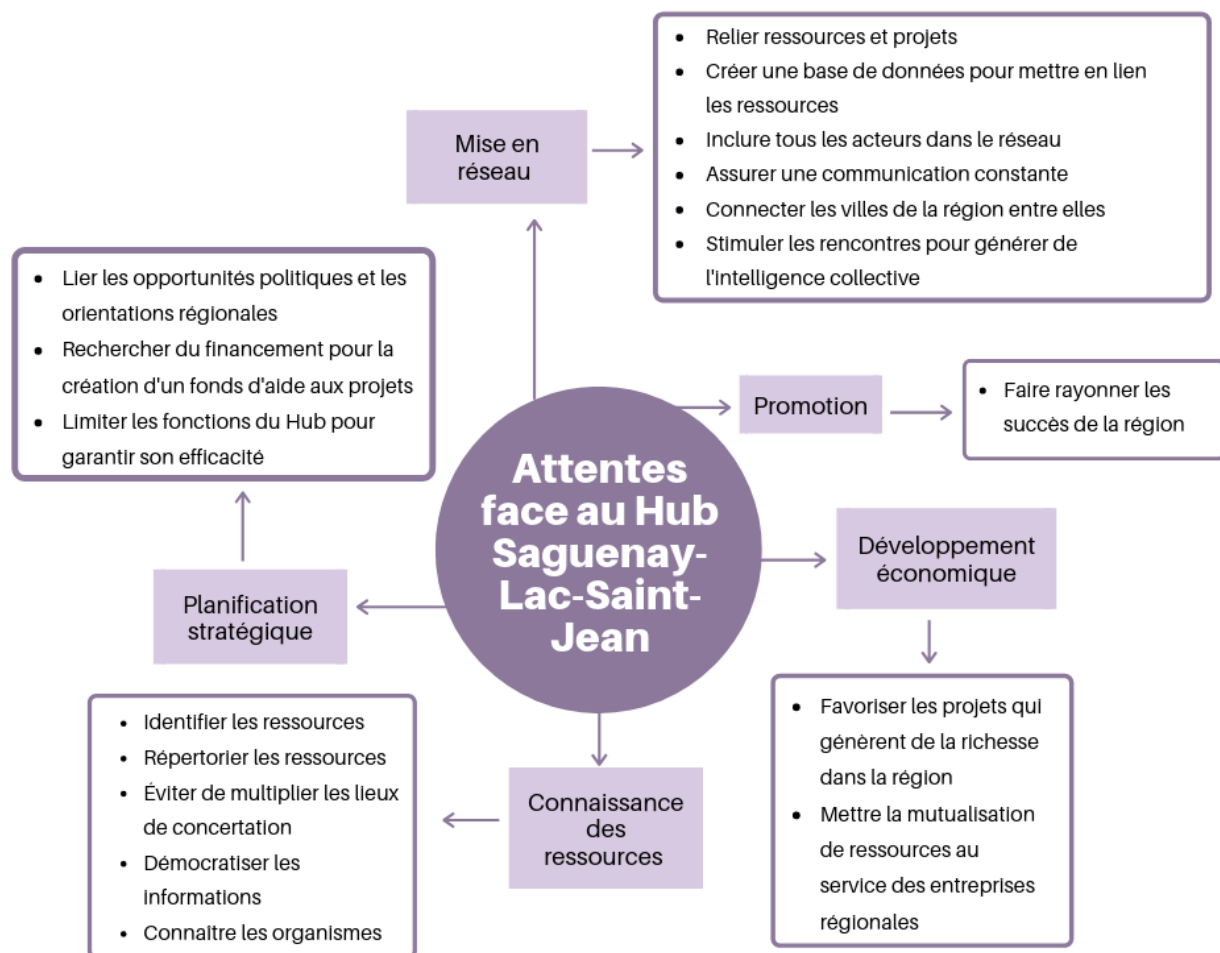 Mise en
réseau
• Relier ressources et projets
• Créer une base de données pour mettre en lien
les ressources
• Inclure tous les acteurs dans le réseau
• Assurer une communication constante
• Connecter les villes de la région entre elles
• Stimuler les rencontres pour générer de
l'intelligence collective
• Lier les opportunités politiques et les
orientations régionales
• Rechercher du financement pour la
création d'un fonds d'aide aux projets
• Limiter les fonctions du Hub pour
garantir son efficacité
Promotion
• Faire rayonner les
succès de la région
Attentes
face au Hub
Saguenay-
Lac-Saint-
Jean
Développement
économique
Planification
stratégique
• Favoriser les projets qui
génèrent de la richesse
dans la région
• Mettre la mutualisation
de ressources au
service des entreprises
régionales
Connaissance
des
ressources
• Identifier les ressources
• Répertorier les ressources
• Éviter de multiplier les lieux
de concertation
• Démocratiser les
informations
• Connaître les organismes